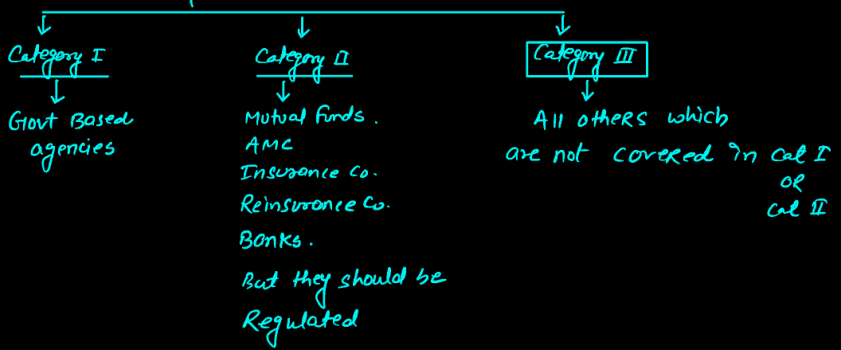 Category I
Govt Based
agencies
Category II
Mutual Funds.
AMC
Insurance Co.
Reinsurance Co.
Banks.
But they should be
Regulated
Category III
All others which
are not covered in Cat I
OR
Cat II